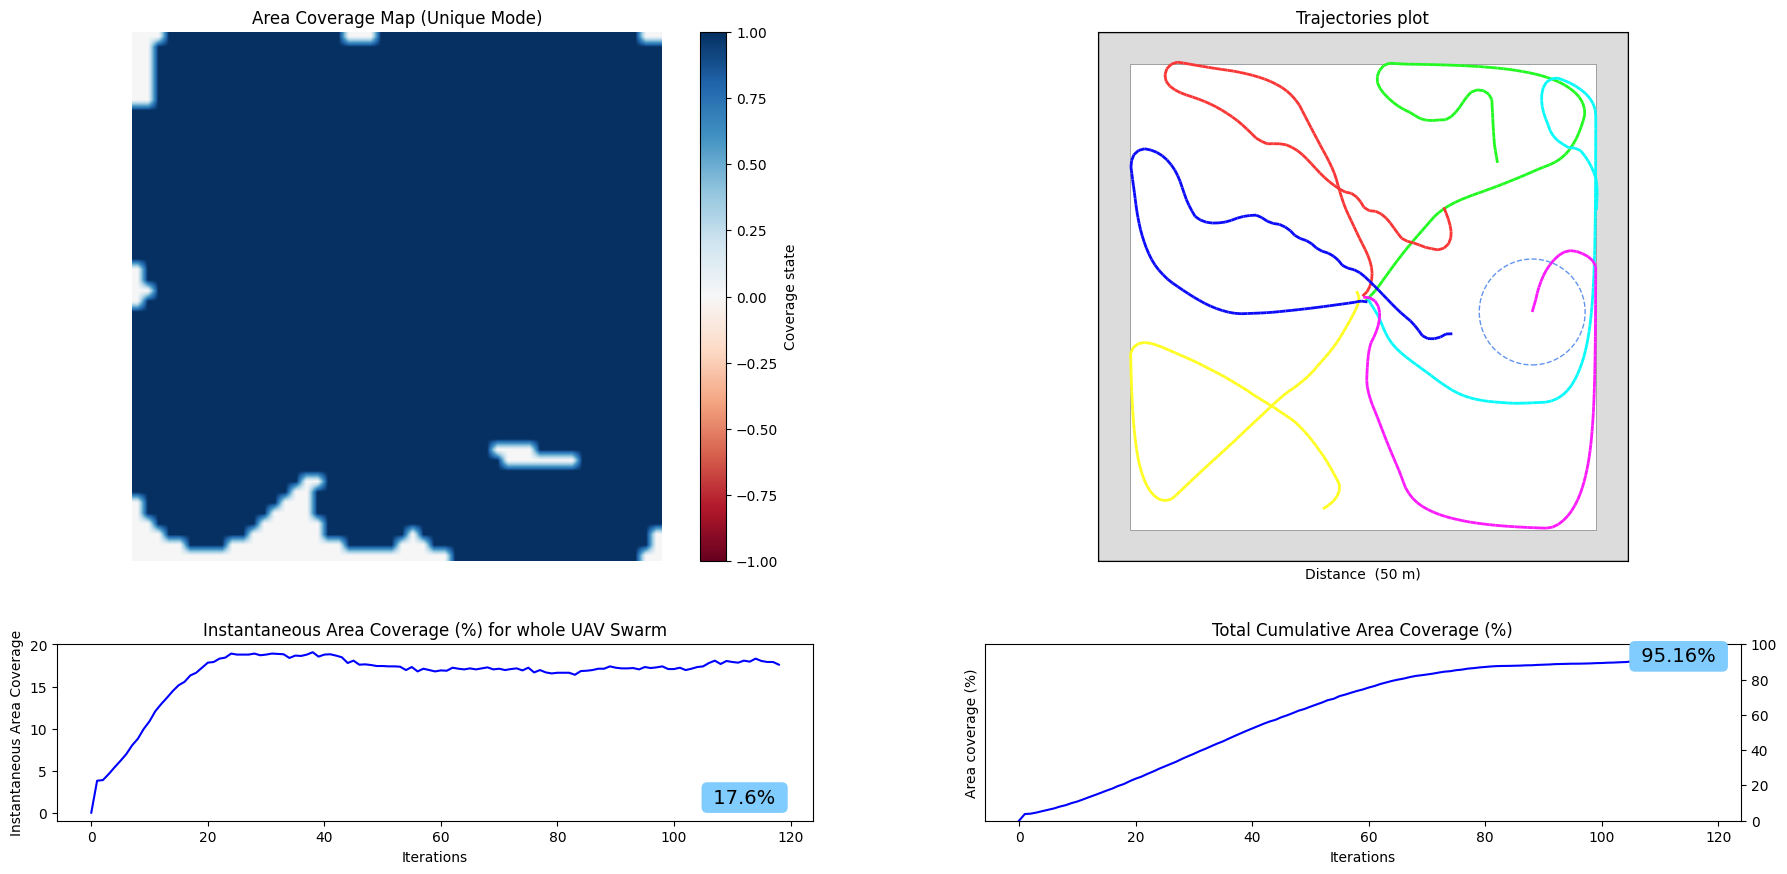 Area Coverage Map (Unique Mode)
1.00
0.75
0.50
0.25
0.00
−0.25
−0.50
−0.75
−1.00
Coverage state
Trajectories plot
Distance  (50 m)
Instantaneous Area Coverage (%) for whole UAV Swarm
Instantaneous Area Coverage
20
15
10
5
0
17.6%
0 20 40 60 80 100 120
Iterations
Total Cumulative Area Coverage (%)
Area coverage (%)
95.16%
100
80
60
40
20
0
0 20 40 60 80 100 120
Iterations